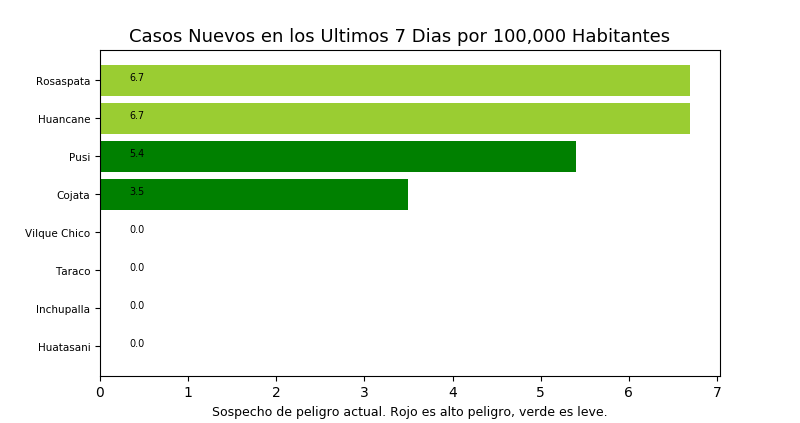 Casos Nuevos en los Ultimos 7 Dias por 100,000 Habitantes
Rosaspata 6.7
Huancane 6.7
Pusi 5.4
Cojata 3.5
Vilque Chico 0.0
Taraco 0.0
Inchupalla 0.0
Huatasani 0.0
0 1 2 3 4 5 6 7
Sospecho de peligro actual. Rojo es alto peligro, verde es leve.